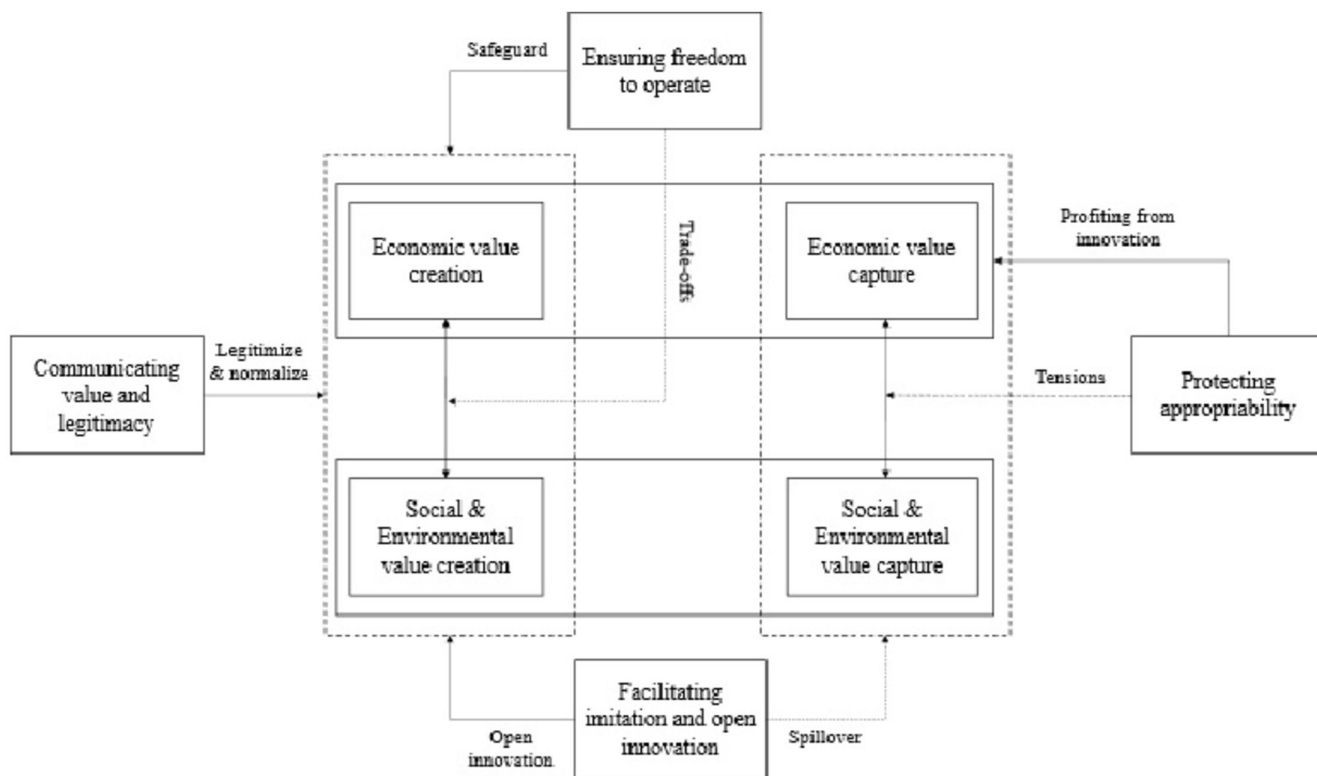 Safeguard
Ensuring freedom
to operate
Economic value
creation
Trade-offs
Economic value
capture
Profiting from
innovation
Communicating
value and
legitimacy
Legitimize
& normalize
Tensions
Protecting
appropriability
Social &
Environmental
value creation
Social &
Environmental
value capture
Open
innovation
Facilitating
imitation and open
innovation
Spillover